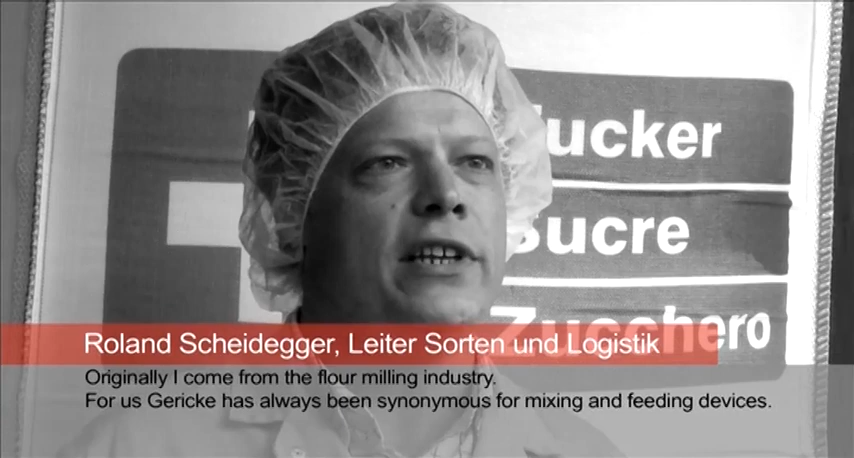 ucker
Sucre
Zucchero
Roland Scheidegger, Leiter Sorten und Logistik
Originally I come from the flour milling industry.
For us Gericke has always been synonymous for mixing and feeding devices.